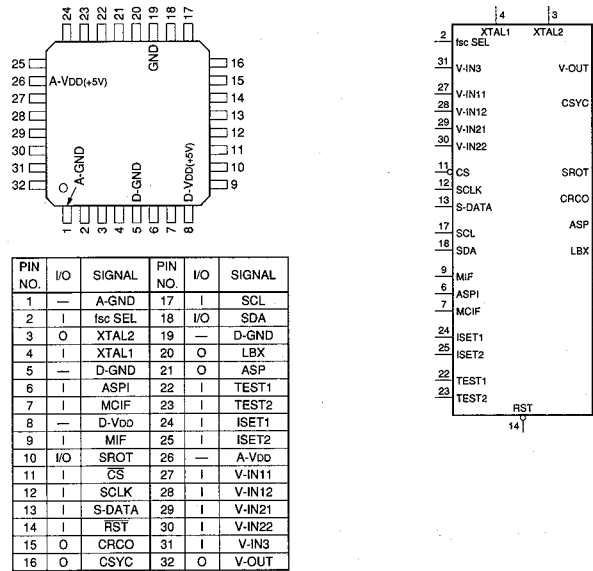 24 23 22 21 20 19 18 17
GND
25 16
26 A-VDD(+5V) 15
27 14
28 13
29 12
30 11
31 10
32 9
A-GND D-GND D-VDD(+5V)
1 2 3 4 5 6 7 8
PIN NO. I/O SIGNAL PIN NO. I/O SIGNAL
1 — A-GND 17 I SCL
2 I fsc SEL 18 I/O SDA
3 O XTAL2 19 — D-GND
4 I XTAL1 20 O LBX
5 — D-GND 21 O ASP
6 I ASPI 22 I TEST1
7 I MCIF 23 I TEST2
8 — D-VDD 24 I ISET1
9 I MIF 25 I ISET2
10 I/O SROT 26 — A-VDD
11 I CS 27 I V-IN11
12 I SCLK 28 I V-IN12
13 I S-DATA 29 I V-IN21
14 I RST 30 I V-IN22
15 O CRCO 31 I V-IN3
16 O CSYC 32 O V-OUT
4 3
XTAL1 XTAL2
2 fsc SEL
31 V-IN3 V-OUT
27 V-IN11
28 V-IN12 CSYC
29 V-IN21
30 V-IN22
11 CS SROT
12 SCLK
13 S-DATA CRCO
17 SCL ASP
18 SDA LBX
9 MIF
6 ASPI
7 MCIF
24 ISET1
25 ISET2
22 TEST1
23 TEST2
RST
14